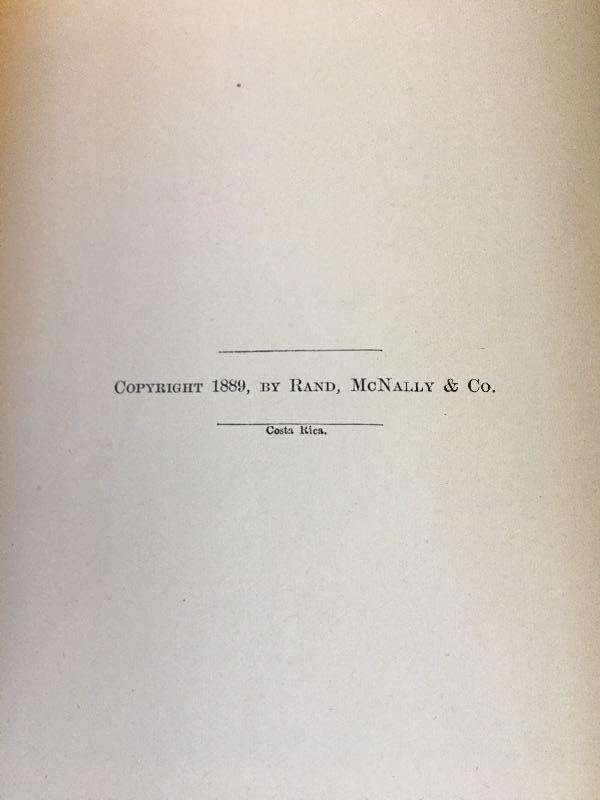 Copyright 1889, by Rand, McNally & Co.
Costa Rica.